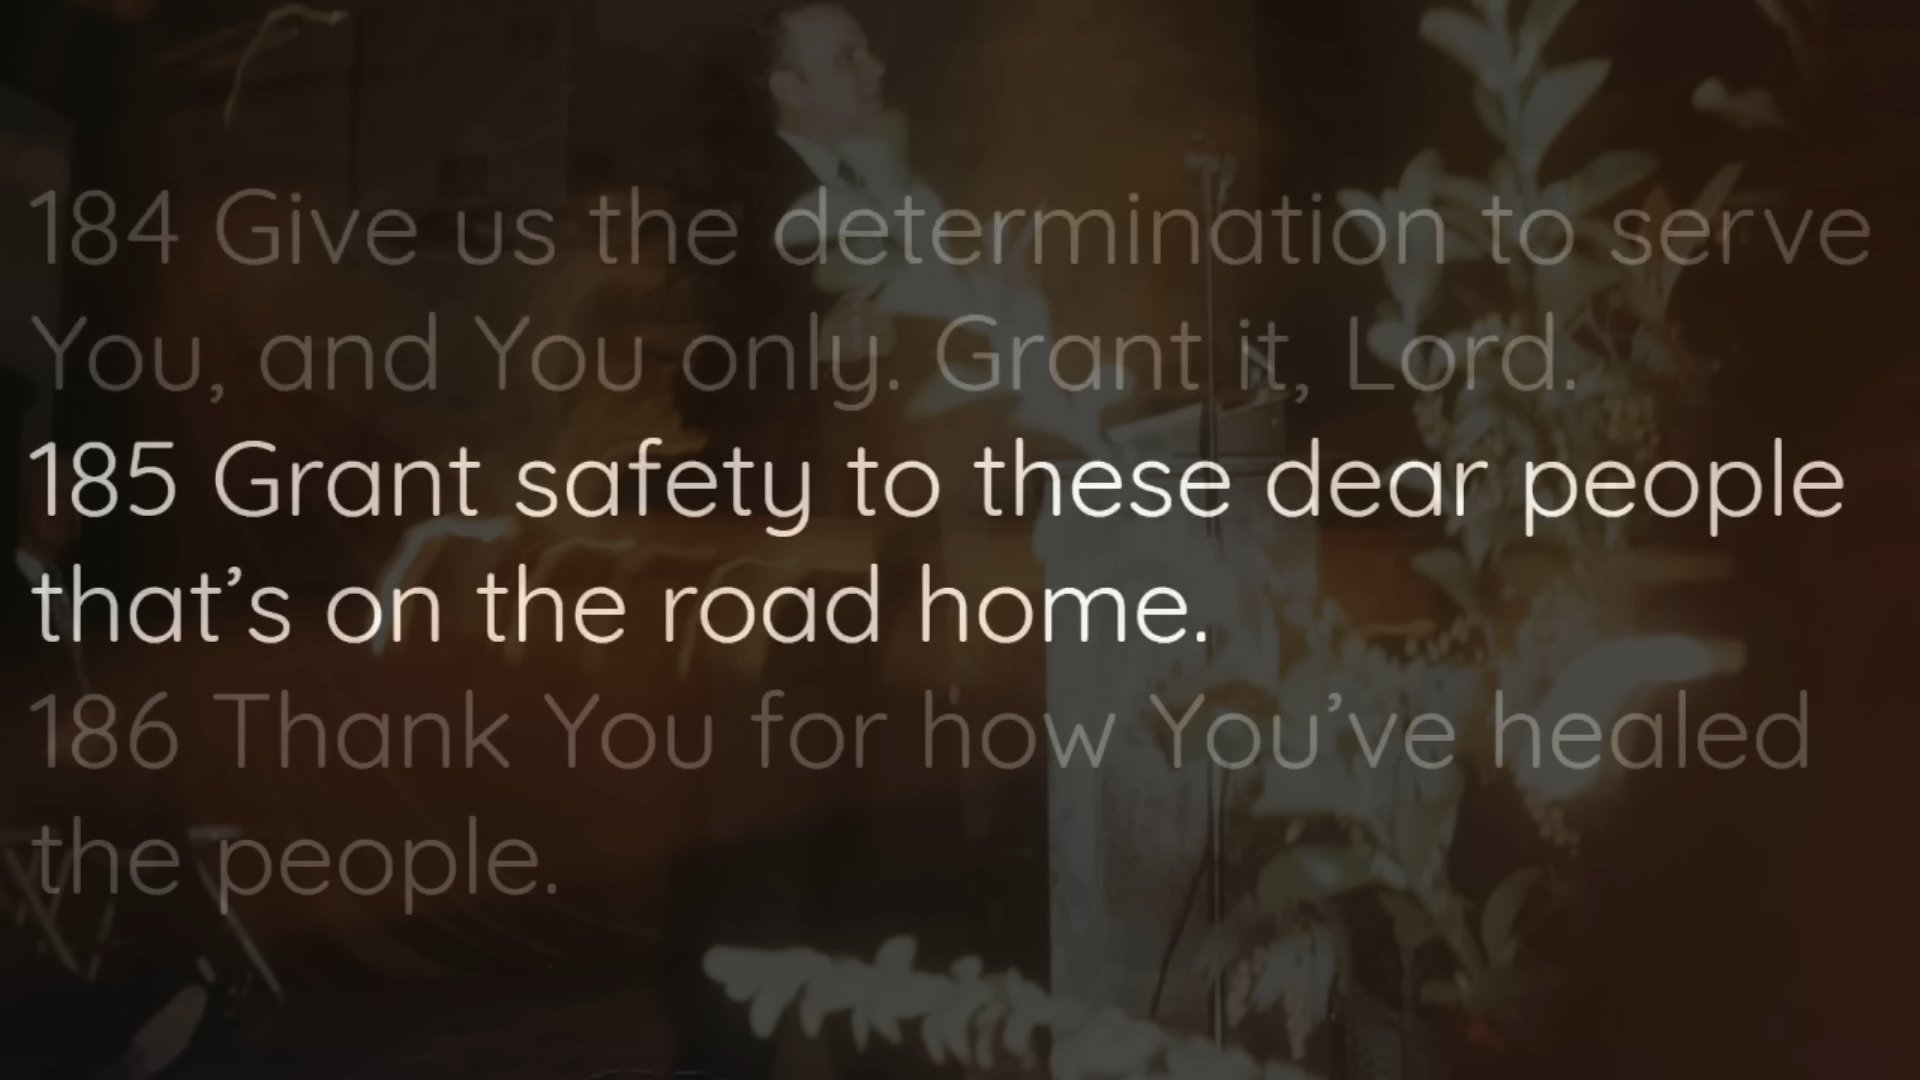 184 Give us the determination to serve
You, and You only. Grant it, Lord.
185 Grant safety to these dear people
that’s on the road home.
186 Thank You for how You’ve healed
the people.